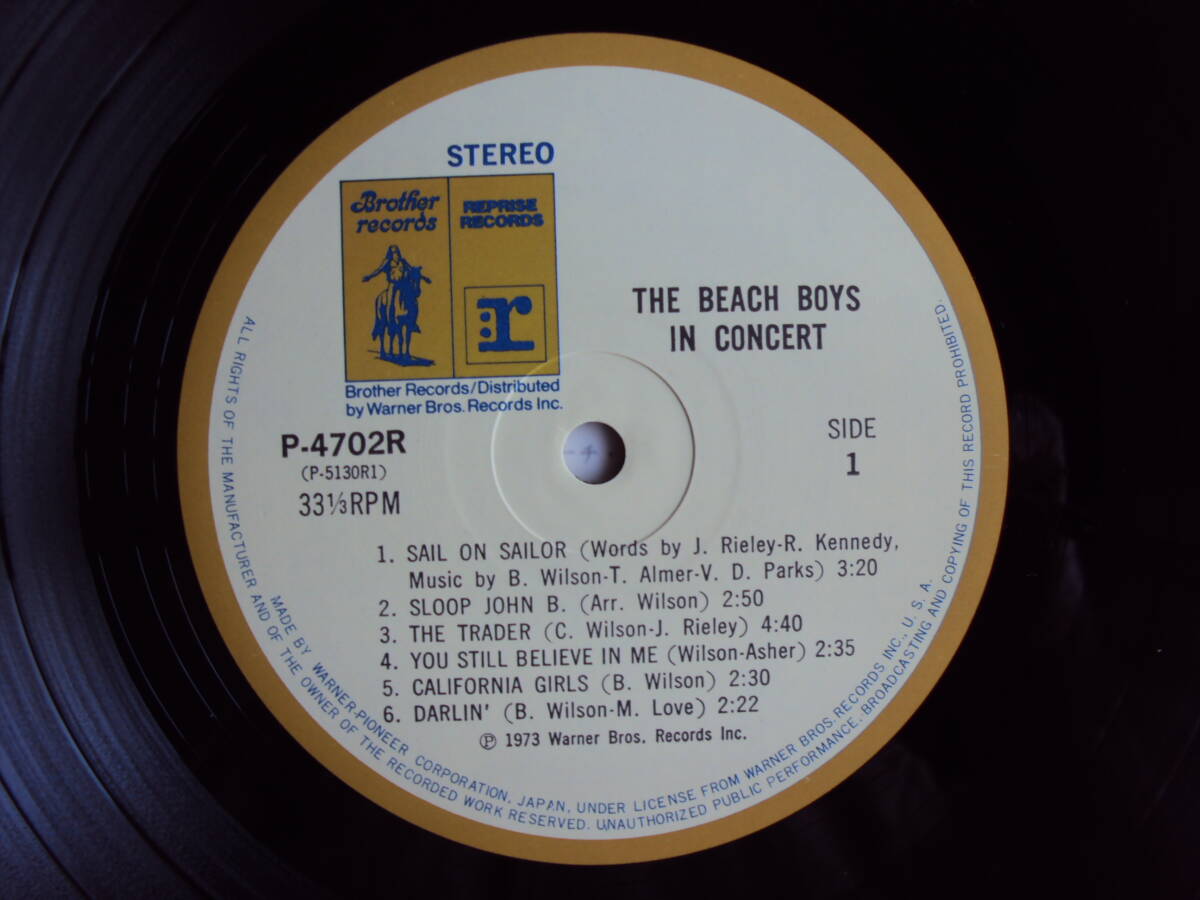 STEREO
Brother
records
REPRISE
RECORDS
r
Brother Records/Distributed
by Warner Bros. Records Inc.
THE BEACH BOYS
IN CONCERT
P-4702R
(P-5130R1)
33⅓RPM
SIDE
1
1. SAIL ON SAILOR (Words by J. Rieley-R. Kennedy,
Music by B. Wilson-T. Almer-V. D. Parks) 3:20
2. SLOOP JOHN B. (Arr. Wilson) 2:50
3. THE TRADER (C. Wilson-J. Rieley) 4:40
4. YOU STILL BELIEVE IN ME (Wilson-Asher) 2:35
5. CALIFORNIA GIRLS (B. Wilson) 2:30
6. DARLIN' (B. Wilson-M. Love) 2:22
℗ 1973 Warner Bros. Records Inc.
MADE BY WARNER-PIONEER CORPORATION, JAPAN, UNDER LICENSE FROM WARNER BROS. RECORDS INC., U. S. A.
ALL RIGHTS OF THE MANUFACTURER AND OF THE OWNER OF THE RECORDED WORK RESERVED. UNAUTHORIZED PUBLIC PERFORMANCE, BROADCASTING AND COPYING OF THIS RECORD PROHIBITED.